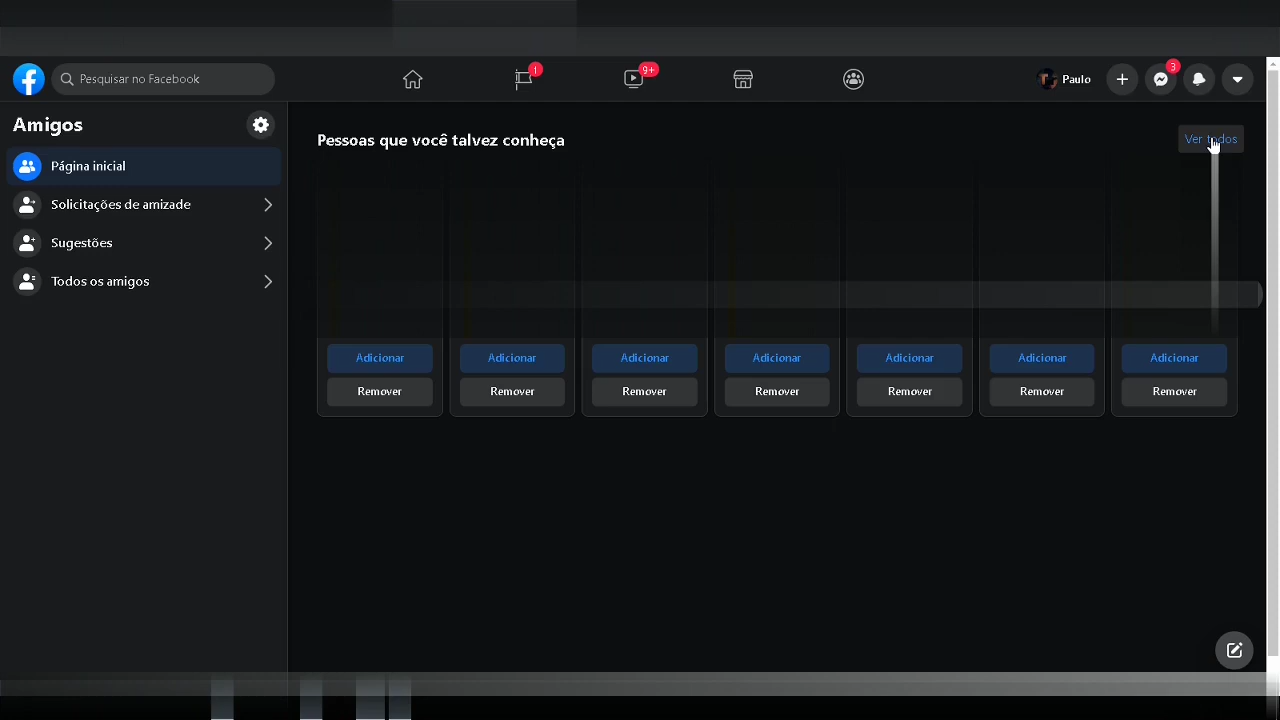 Pesquisar no Facebook
1
9+
Paulo
3
Amigos
Página inicial
Solicitações de amizade
Sugestões
Todos os amigos
Pessoas que você talvez conheça
Ver todos
Adicionar Adicionar Adicionar Adicionar Adicionar Adicionar Adicionar
Remover Remover Remover Remover Remover Remover Remover